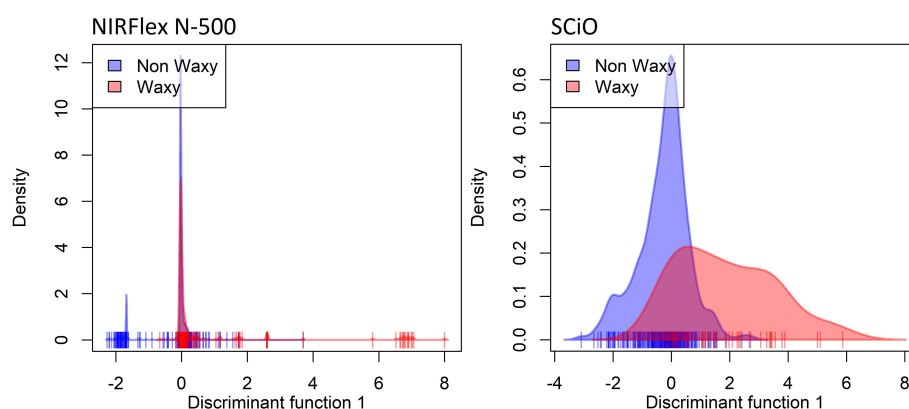 NIRFlex N-500
Non Waxy
Waxy
Density
0
2
4
6
8
10
12
-2
0
2
4
6
8
Discriminant function 1
SCiO
Non Waxy
Waxy
Density
0.0
0.1
0.2
0.3
0.4
0.5
0.6
-4
-2
0
2
4
6
8
Discriminant function 1